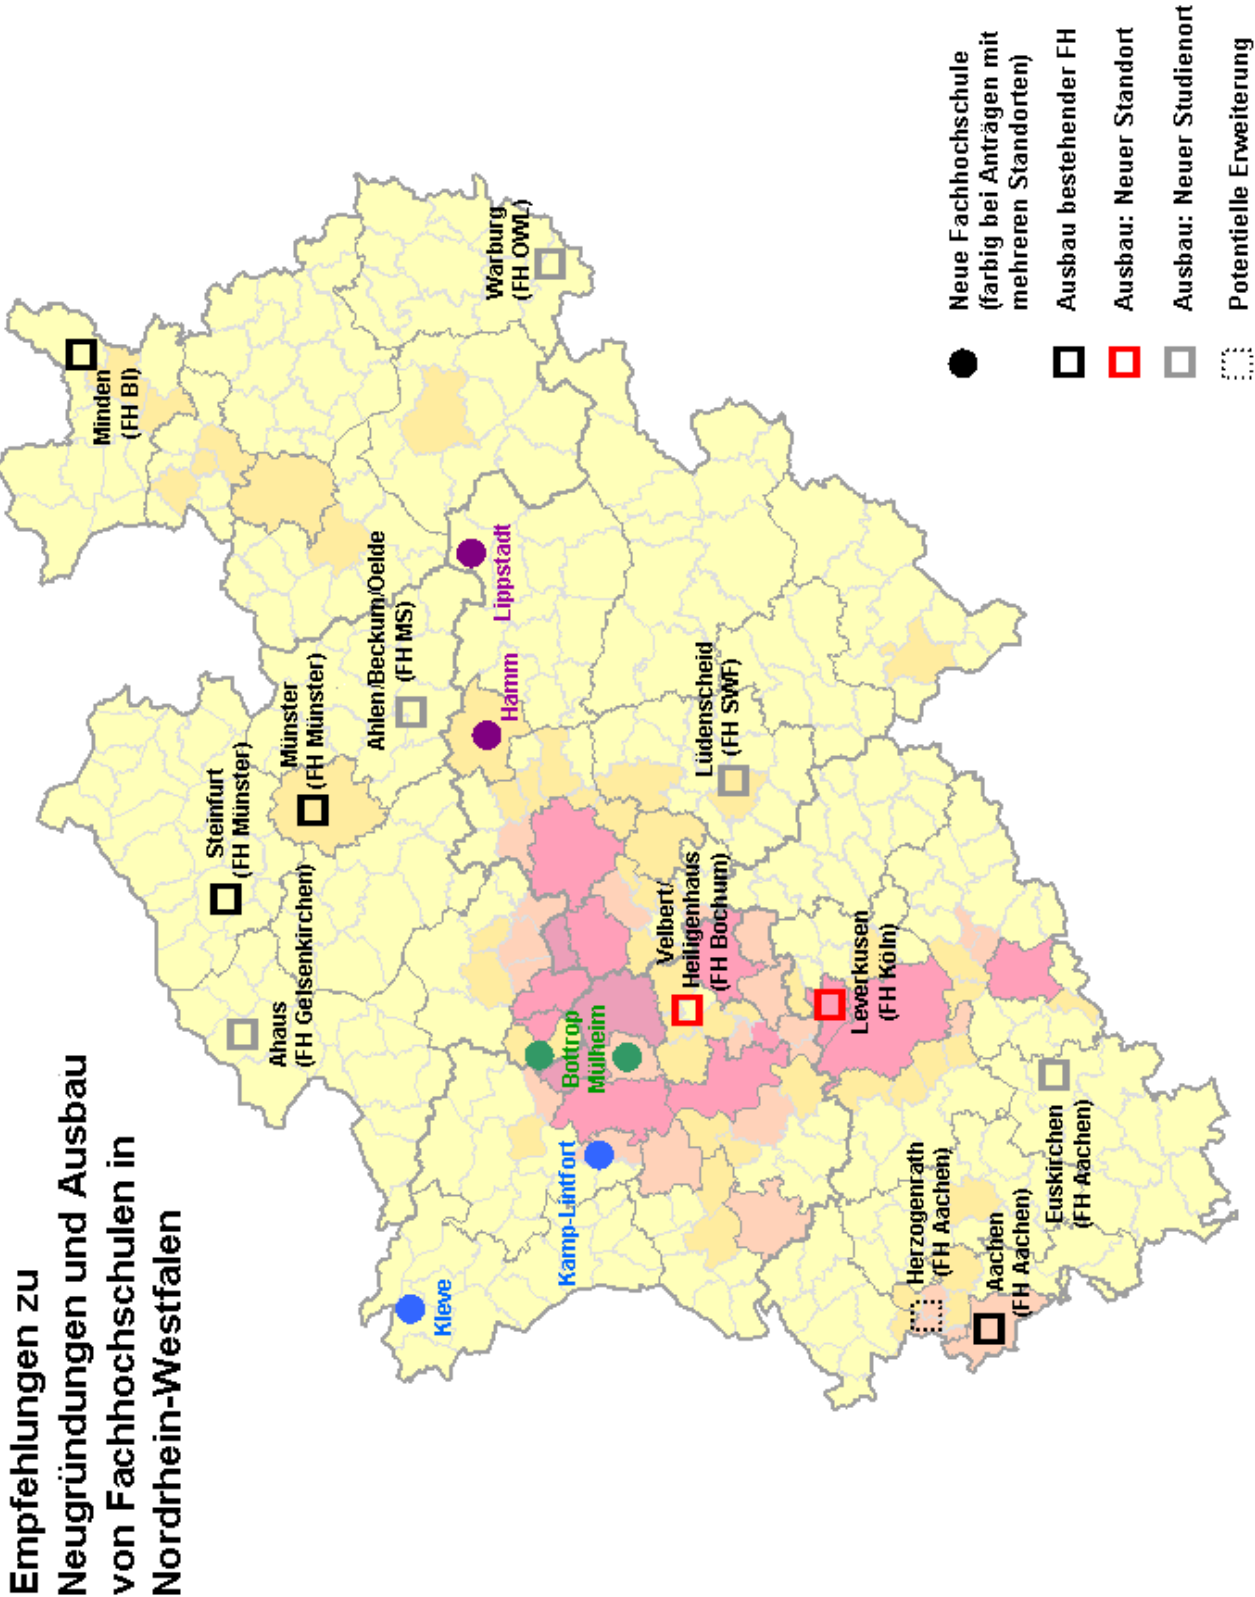 Empfehlungen zu
Neugründungen und Ausbau
von Fachhochschulen in
Nordrhein-Westfalen
Minden
(FH BI)
Steinfurt
(FH Münster)
Münster
(FH Münster)
Ahaus
(FH Gelsenkirchen)
Ahlen/Beckum/Oelde
(FH MS)
Warburg
(FH OWL)
Lippstadt
Hamm
Kleve
Kamp-Lintfort
Bottrop
Mülheim
Velbert/
Heiligenhaus
(FH Bochum)
Lüdenscheid
(FH SWF)
Leverkusen
(FH Köln)
Herzogenrath
(FH Aachen)
Aachen
(FH Aachen)
Euskirchen
(FH Aachen)
Neue Fachhochschule
(farbig bei Anträgen mit
mehreren Standorten)
Ausbau bestehender FH
Ausbau: Neuer Standort
Ausbau: Neuer Studienort
Potentielle Erweiterung